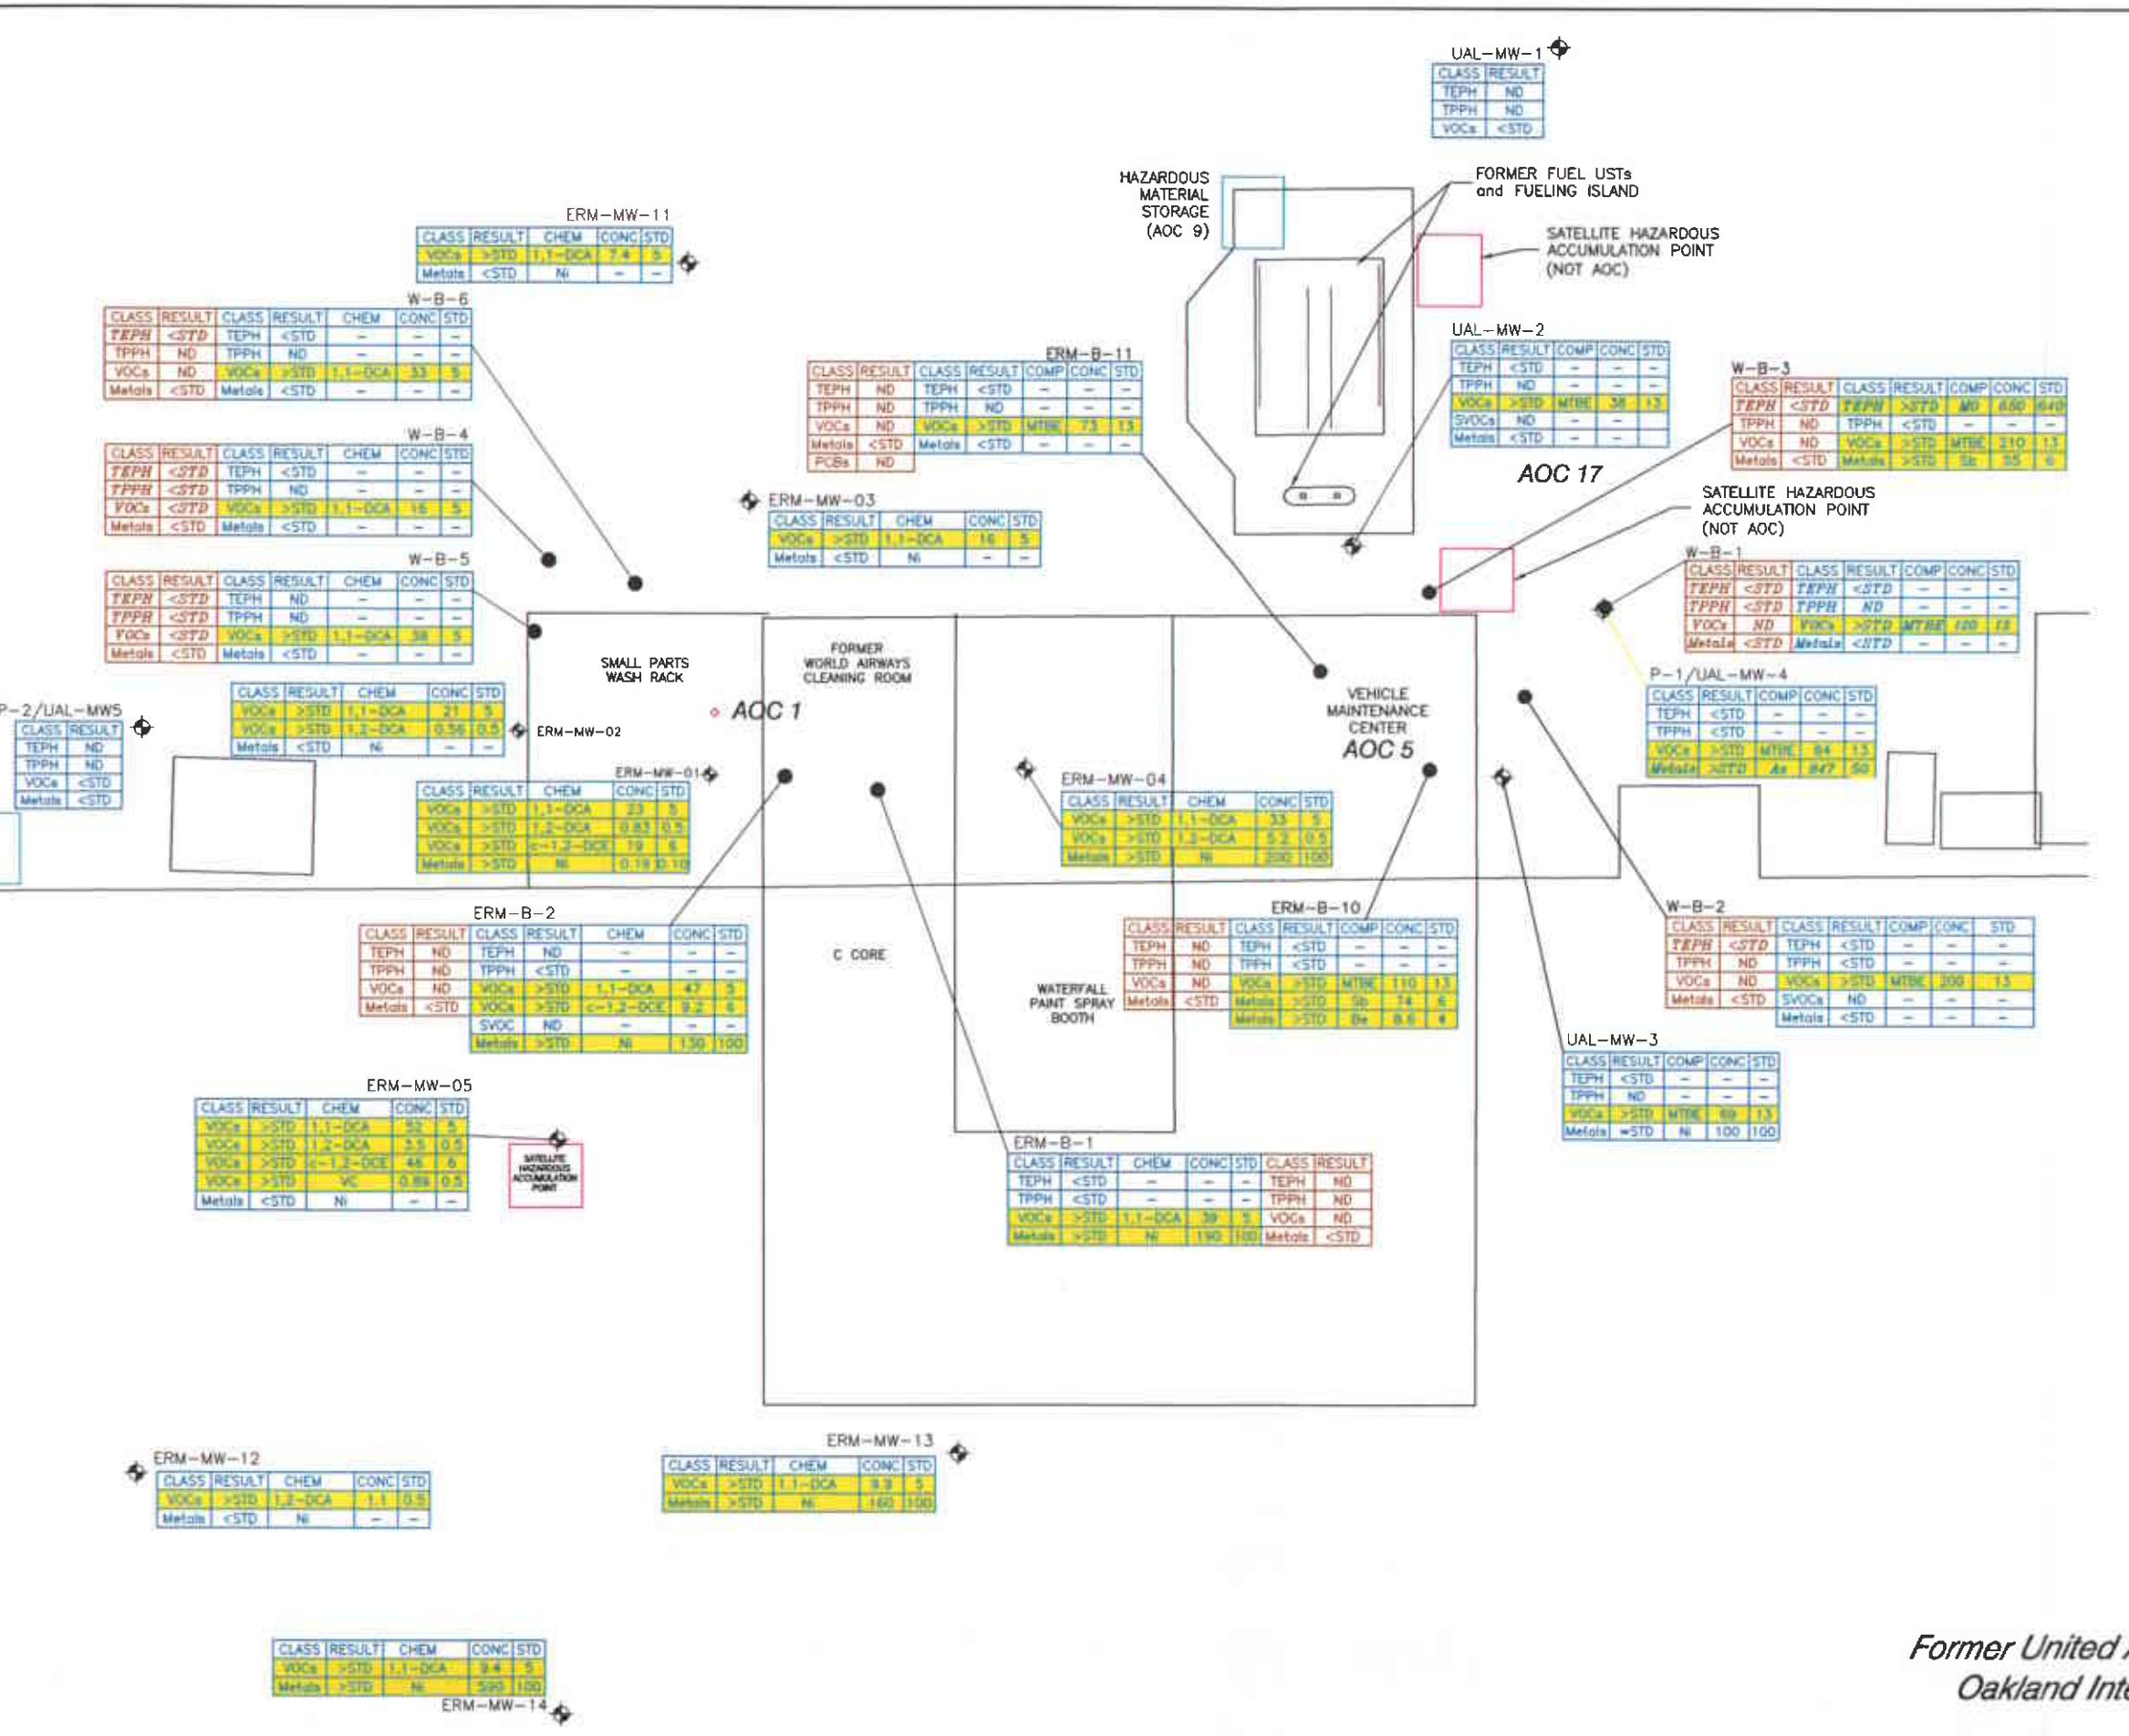 UAL-MW-1
CLASS RESULT
TEPH ND
TPPH ND
VOCs <STD
HAZARDOUS
MATERIAL
STORAGE
(AOC 9)
FORMER FUEL USTs
and FUELING ISLAND
SATELLITE HAZARDOUS
ACCUMULATION POINT
(NOT AOC)
ERM-MW-11
CLASS RESULT CHEM CONC STD
VOCs >STD 1,1-DCA 7.4 5
Metals <STD Ni - -
W-B-6
CLASS RESULT CLASS RESULT CHEM CONC STD
TEPH <STD TEPH <STD - - -
TPPH ND TPPH ND - - -
VOCs ND VOCs >STD 1,1-DCA 33 5
Metals <STD Metals <STD - - -
W-B-4
CLASS RESULT CLASS RESULT CHEM CONC STD
TEPH <STD TEPH <STD - - -
TPPH <STD TPPH ND - - -
VOCs <STD VOCs >STD 1,1-DCA 16 5
Metals <STD Metals <STD - - -
W-B-5
CLASS RESULT CLASS RESULT CHEM CONC STD
TEPH <STD TEPH ND - - -
TPPH <STD TPPH ND - - -
VOCs <STD VOCs >STD 1,1-DCA 38 5
Metals <STD Metals <STD - - -
ERM-B-11
CLASS RESULT CLASS RESULT COMP CONC STD
TEPH ND TEPH <STD - - -
TPPH ND TPPH ND - - -
VOCs ND VOCs >STD MTBE 73 13
Metals <STD Metals <STD - - -
PCBs ND
ERM-MW-03
CLASS RESULT CHEM CONC STD
VOCs >STD 1,1-DCA 16 5
Metals <STD Ni - -
UAL-MW-2
CLASS RESULT COMP CONC STD
TEPH <STD - - -
TPPH ND - - -
VOCs >STD MTBE 38 13
SVOCs ND - -
Metals <STD - -
AOC 17
W-B-3
CLASS RESULT CLASS RESULT COMP CONC STD
TEPH <STD TEPH >STD MO 650 640
TPPH ND TPPH <STD - - -
VOCs ND VOCs >STD MTBE 210 13
Metals <STD Metals >STD Sb 35 6
SATELLITE HAZARDOUS
ACCUMULATION POINT
(NOT AOC)
W-B-1
CLASS RESULT CLASS RESULT COMP CONC STD
TEPH <STD TEPH <STD - - -
TPPH <STD TPPH ND - - -
VOCs ND VOCs >STD MTBE 120 13
Metals <STD Metals <STD - - -
P-1/UAL-MW-4
CLASS RESULT COMP CONC STD
TEPH <STD - - -
TPPH <STD - - -
VOCs >STD MTBE 84 13
Metals >STD As 50
P-2/UAL-MW5
CLASS RESULT
TEPH ND
TPPH ND
VOCs <STD
Metals <STD
CLASS RESULT CHEM CONC STD
VOCs >STD 1,1-DCA 21 5
VOCs >STD 1,2-DCA 0.56 0.5
Metals <STD Ni - -
ERM-MW-02
SMALL PARTS
WASH RACK
AOC 1
FORMER
WORLD AIRWAYS
CLEANING ROOM
VEHICLE
MAINTENANCE
CENTER
AOC 5
ERM-MW-01
CLASS RESULT CHEM CONC STD
VOCs >STD 1,1-DCA 23 5
VOCs >STD 1,2-DCA 0.83 0.5
VOCs >STD c-1,2-DCE 19 6
Metals >STD Ni 0.19 0.10
ERM-MW-04
CLASS RESULT CHEM CONC STD
VOCs >STD 1,1-DCA 33 5
VOCs >STD 1,2-DCA 5.2 0.5
Metals >STD Ni 200 100
ERM-B-2
CLASS RESULT CLASS RESULT CHEM CONC STD
TEPH ND TEPH ND - - -
TPPH ND TPPH <STD - - -
VOCs ND VOCs >STD 1,1-DCA 47 5
Metals <STD VOCs >STD c-1,2-DCE 9.2 6
SVOC ND - - -
Metals >STD Ni 130 100
C CORE
WATERFALL
PAINT SPRAY
BOOTH
ERM-B-10
CLASS RESULT CLASS RESULT COMP CONC STD
TEPH ND TEPH <STD - - -
TPPH ND TPPH <STD - - -
VOCs ND VOCs >STD MTBE 110 13
Metals <STD Metals >STD Sb 74 6
Metals >STD Be 8.6 4
W-B-2
CLASS RESULT CLASS RESULT COMP CONC STD
TEPH <STD TEPH <STD - - -
TPPH ND TPPH <STD - - -
VOCs ND VOCs >STD MTBE 200 13
Metals <STD SVOCs ND - - -
Metals <STD - - -
UAL-MW-3
CLASS RESULT COMP CONC STD
TEPH <STD - - -
TPPH ND - - -
VOCs >STD MTBE 69 13
Metals =STD Ni 100 100
ERM-MW-05
CLASS RESULT CHEM CONC STD
VOCs >STD 1,1-DCA 52 5
VOCs >STD 1,2-DCA 3.5 0.5
VOCs >STD c-1,2-DCE 46 6
VOCs >STD VC 0.5
Metals <STD Ni - -
SATELLITE
HAZARDOUS
ACCUMULATION
POINT
ERM-B-1
CLASS RESULT CHEM CONC STD CLASS RESULT
TEPH <STD - - - TEPH ND
TPPH <STD - - - TPPH ND
VOCs >STD 1,1-DCA 39 5 VOCs ND
Metals >STD Ni 190 100 Metals <STD
ERM-MW-12
CLASS RESULT CHEM CONC STD
VOCs >STD 1,2-DCA 1.1 0.5
Metals <STD Ni - -
ERM-MW-13
CLASS RESULT CHEM CONC STD
VOCs >STD 1,1-DCA 9.9 5
Metals >STD Ni 160 100
CLASS RESULT CHEM CONC STD
VOCs >STD 1,1-DCA 9.4 5
Metals >STD Ni 590 100
ERM-MW-14
Former United
Oakland Inte